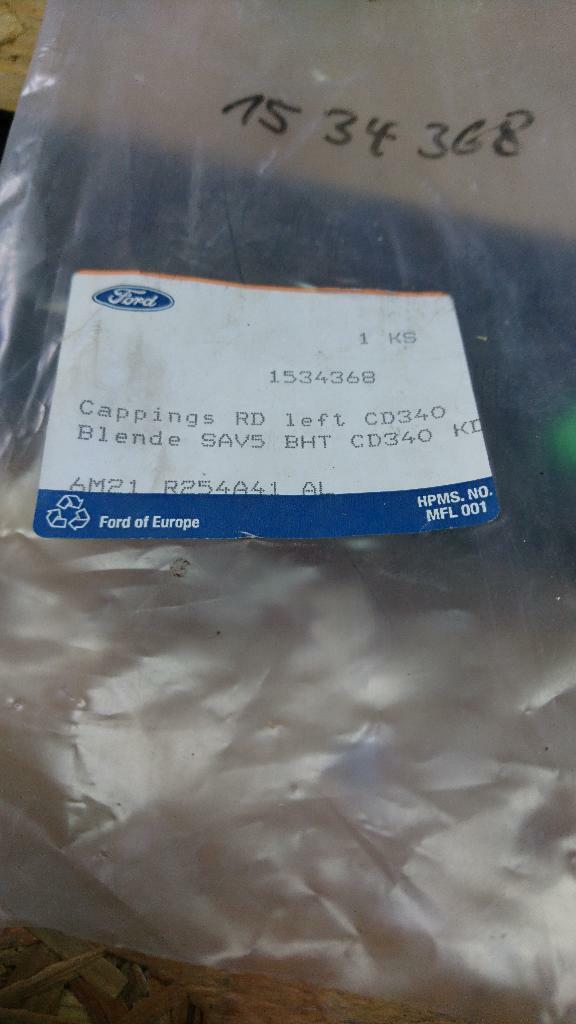 15 34 368
Ford
1 KS
1534368
Cappings RD left CD340
Blende SAV5 BHT CD340 KD
6M21 R254A41 AL
HPMS. NO.
Ford of Europe
MFL 001